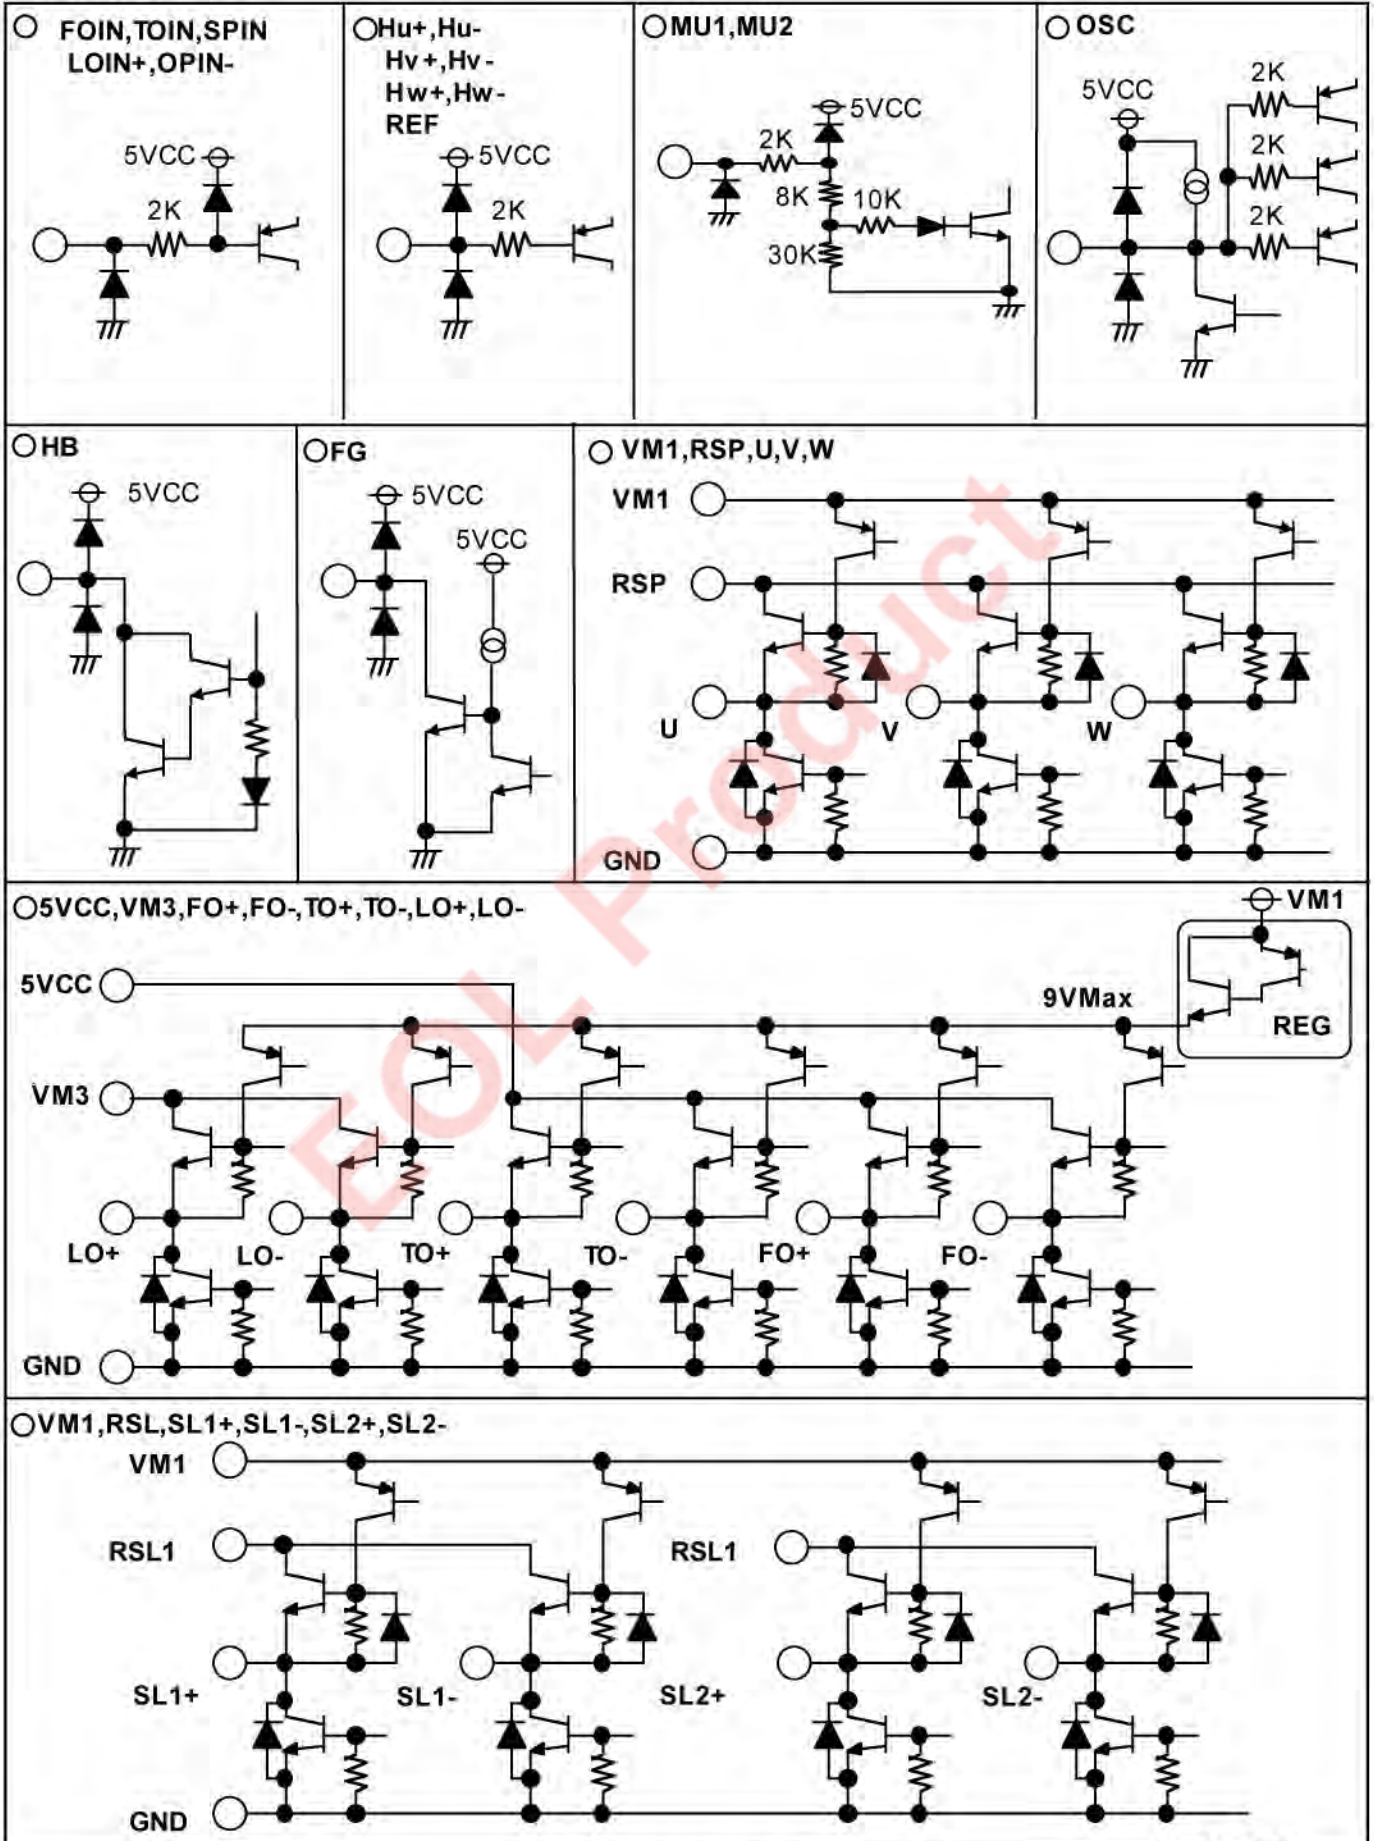 FOIN,TOIN,SPIN
LOIN+,OPIN-
5VCC
2K
Hu+,Hu-
Hv+,Hv-
Hw+,Hw-
REF
5VCC
2K
MU1,MU2
5VCC
2K
8K
10K
30K
OSC
5VCC
2K
2K
2K
HB
5VCC
FG
5VCC
5VCC
VM1,RSP,U,V,W
VM1
RSP
U
V
W
GND
5VCC,VM3,FO+,FO-,TO+,TO-,LO+,LO-
VM1
5VCC
9VMax
REG
VM3
LO+
LO-
TO+
TO-
FO+
FO-
GND
VM1,RSL,SL1+,SL1-,SL2+,SL2-
VM1
RSL1
RSL1
SL1+
SL1-
SL2+
SL2-
GND
EOL Product